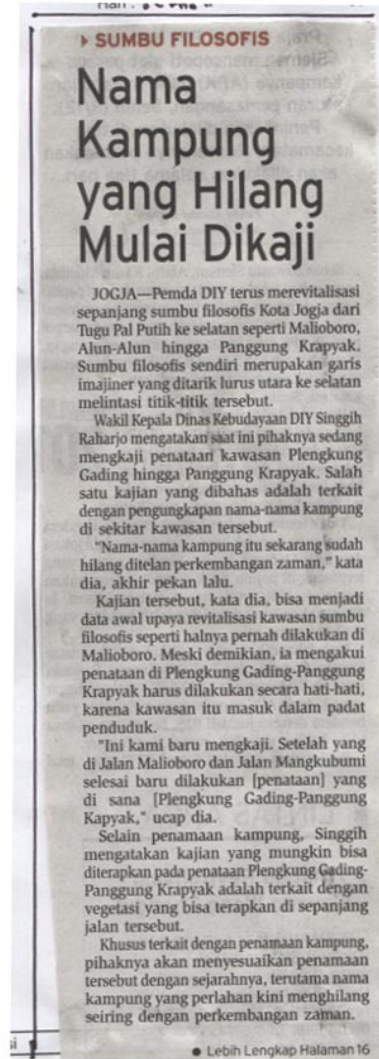 Hari :
▸ SUMBU FILOSOFIS
Nama
Kampung
yang Hilang
Mulai Dikaji
JOGJA—Pemda DIY terus merevitalisasi
sepanjang sumbu filosofis Kota Jogja dari
Tugu Pal Putih ke selatan seperti Malioboro,
Alun-Alun hingga Panggung Krapyak.
Sumbu filosofis sendiri merupakan garis
imajiner yang ditarik lurus utara ke selatan
melintasi titik-titik tersebut.
Wakil Kepala Dinas Kebudayaan DIY Singgih
Raharjo mengatakan saat ini pihaknya sedang
mengkaji penataan kawasan Plengkung
Gading hingga Panggung Krapyak. Salah
satu kajian yang dibahas adalah terkait
dengan pengungkapan nama-nama kampung
di sekitar kawasan tersebut.
"Nama-nama kampung itu sekarang sudah
hilang ditelan perkembangan zaman," kata
dia, akhir pekan lalu.
Kajian tersebut, kata dia, bisa menjadi
data awal upaya revitalisasi kawasan sumbu
filosofis seperti halnya pernah dilakukan di
Malioboro. Meski demikian, ia mengakui
penataan di Plengkung Gading-Panggung
Krapyak harus dilakukan secara hati-hati,
karena kawasan itu masuk dalam padat
penduduk.
"Ini kami baru mengkaji. Setelah yang
di Jalan Malioboro dan Jalan Mangkubumi
selesai baru dilakukan [penataan] yang
di sana [Plengkung Gading-Panggung
Kapyak," ucap dia.
Selain penamaan kampung, Singgih
mengatakan kajian yang mungkin bisa
diterapkan pada penataan Plengkung Gading-
Panggung Krapyak adalah terkait dengan
vegetasi yang bisa terapkan di sepanjang
jalan tersebut.
Khusus terkait dengan penamaan kampung,
pihaknya akan menyesuaikan penamaan
tersebut dengan sejarahnya, terutama nama
kampung yang perlahan kini menghilang
seiring dengan perkembangan zaman.
● Lebih Lengkap Halaman 16